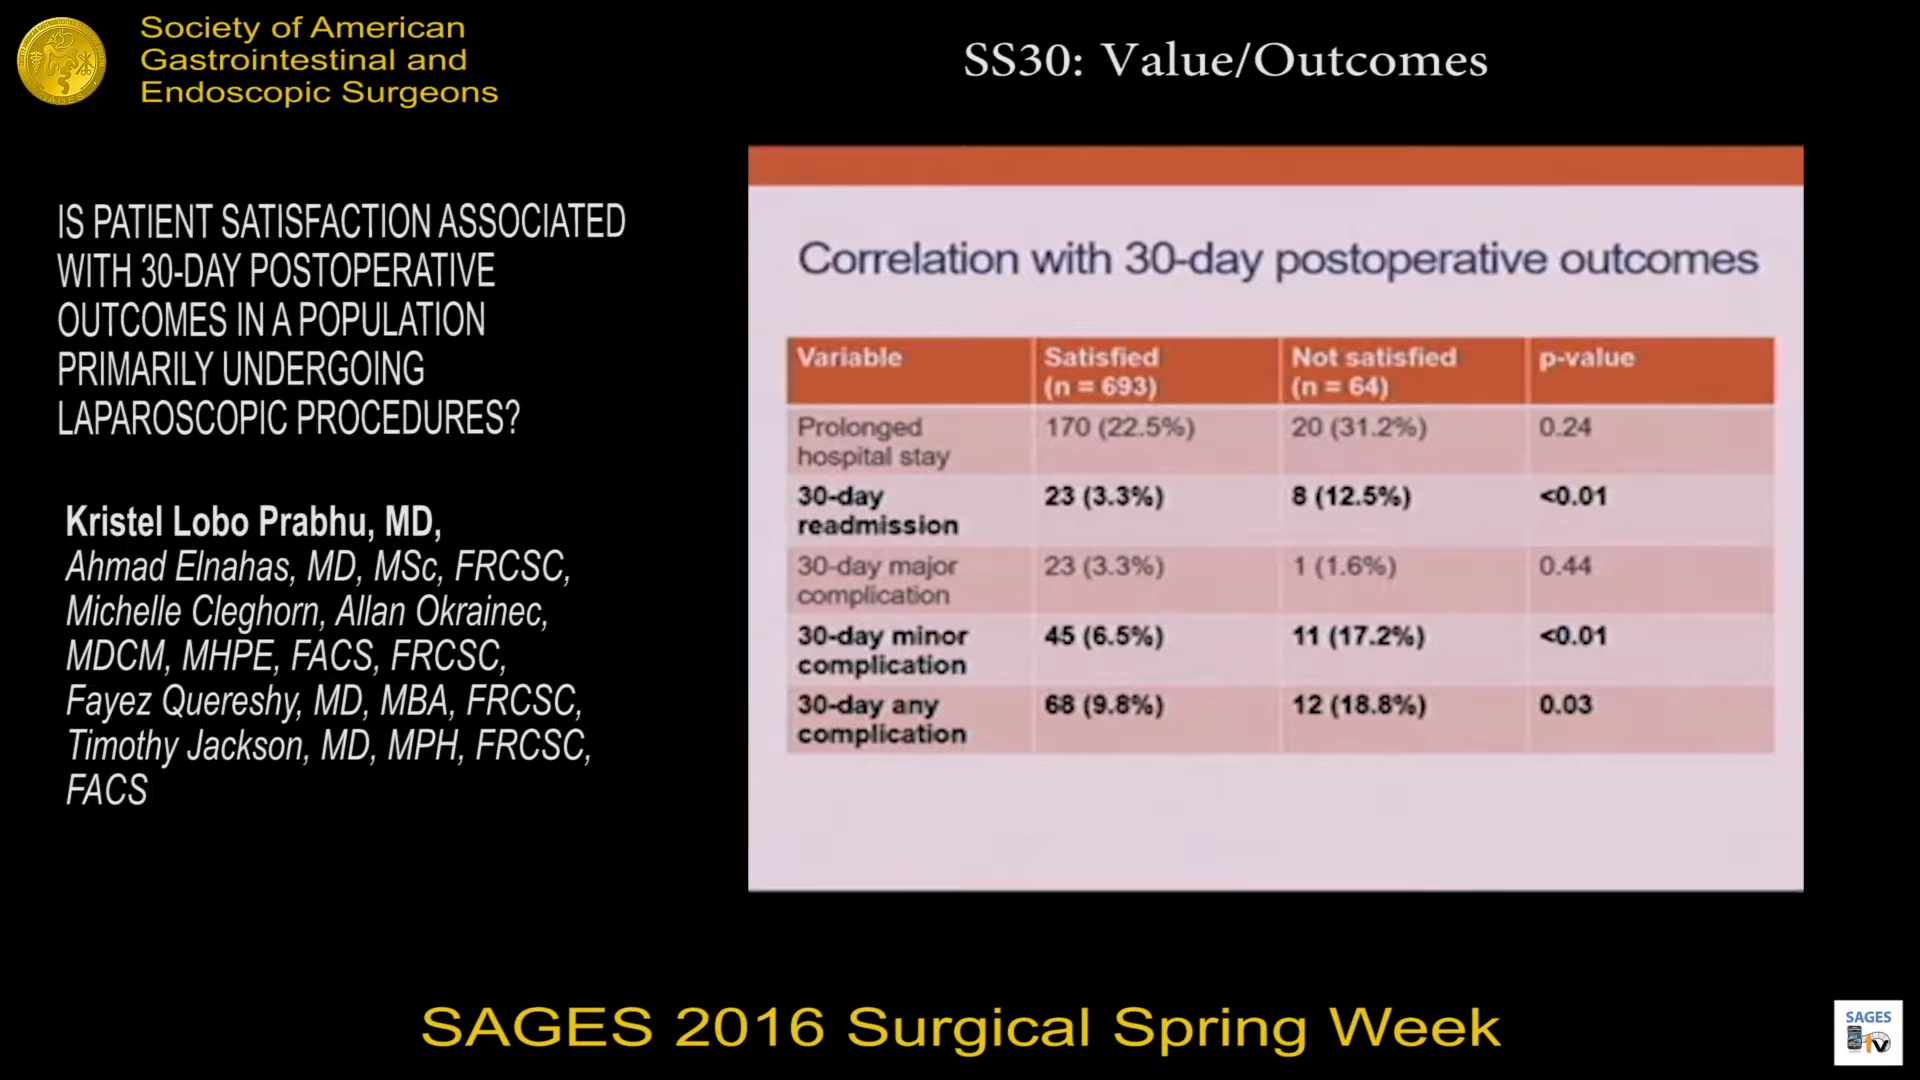 Society of American
Gastrointestinal and
Endoscopic Surgeons
SS30: Value/Outcomes
IS PATIENT SATISFACTION ASSOCIATED
WITH 30-DAY POSTOPERATIVE
OUTCOMES IN A POPULATION
PRIMARILY UNDERGOING
LAPAROSCOPIC PROCEDURES?
Kristel Lobo Prabhu, MD,
Ahmad Elnahas, MD, MSc, FRCSC,
Michelle Cleghorn, Allan Okrainec,
MDCM, MHPE, FACS, FRCSC,
Fayez Quereshy, MD, MBA, FRCSC,
Timothy Jackson, MD, MPH, FRCSC,
FACS
Correlation with 30-day postoperative outcomes
Variable Satisfied (n = 693) Not satisfied (n = 64) p-value
Prolonged hospital stay 170 (22.5%) 20 (31.2%) 0.24
30-day readmission 23 (3.3%) 8 (12.5%) <0.01
30-day major complication 23 (3.3%) 1 (1.6%) 0.44
30-day minor complication 45 (6.5%) 11 (17.2%) <0.01
30-day any complication 68 (9.8%) 12 (18.8%) 0.03
SAGES 2016 Surgical Spring Week
SAGES
TV